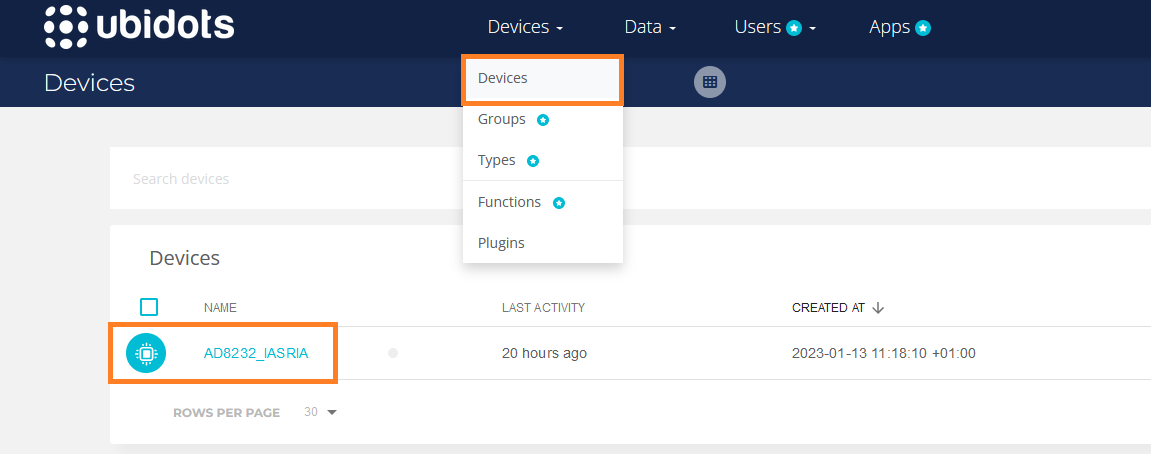 ubidots Devices Data Users Apps
Devices
Devices
Groups
Types
Functions
Plugins
Search devices
Devices
NAME LAST ACTIVITY CREATED AT
AD8232_IASRIA 20 hours ago 2023-01-13 11:18:10 +01:00
ROWS PER PAGE 30